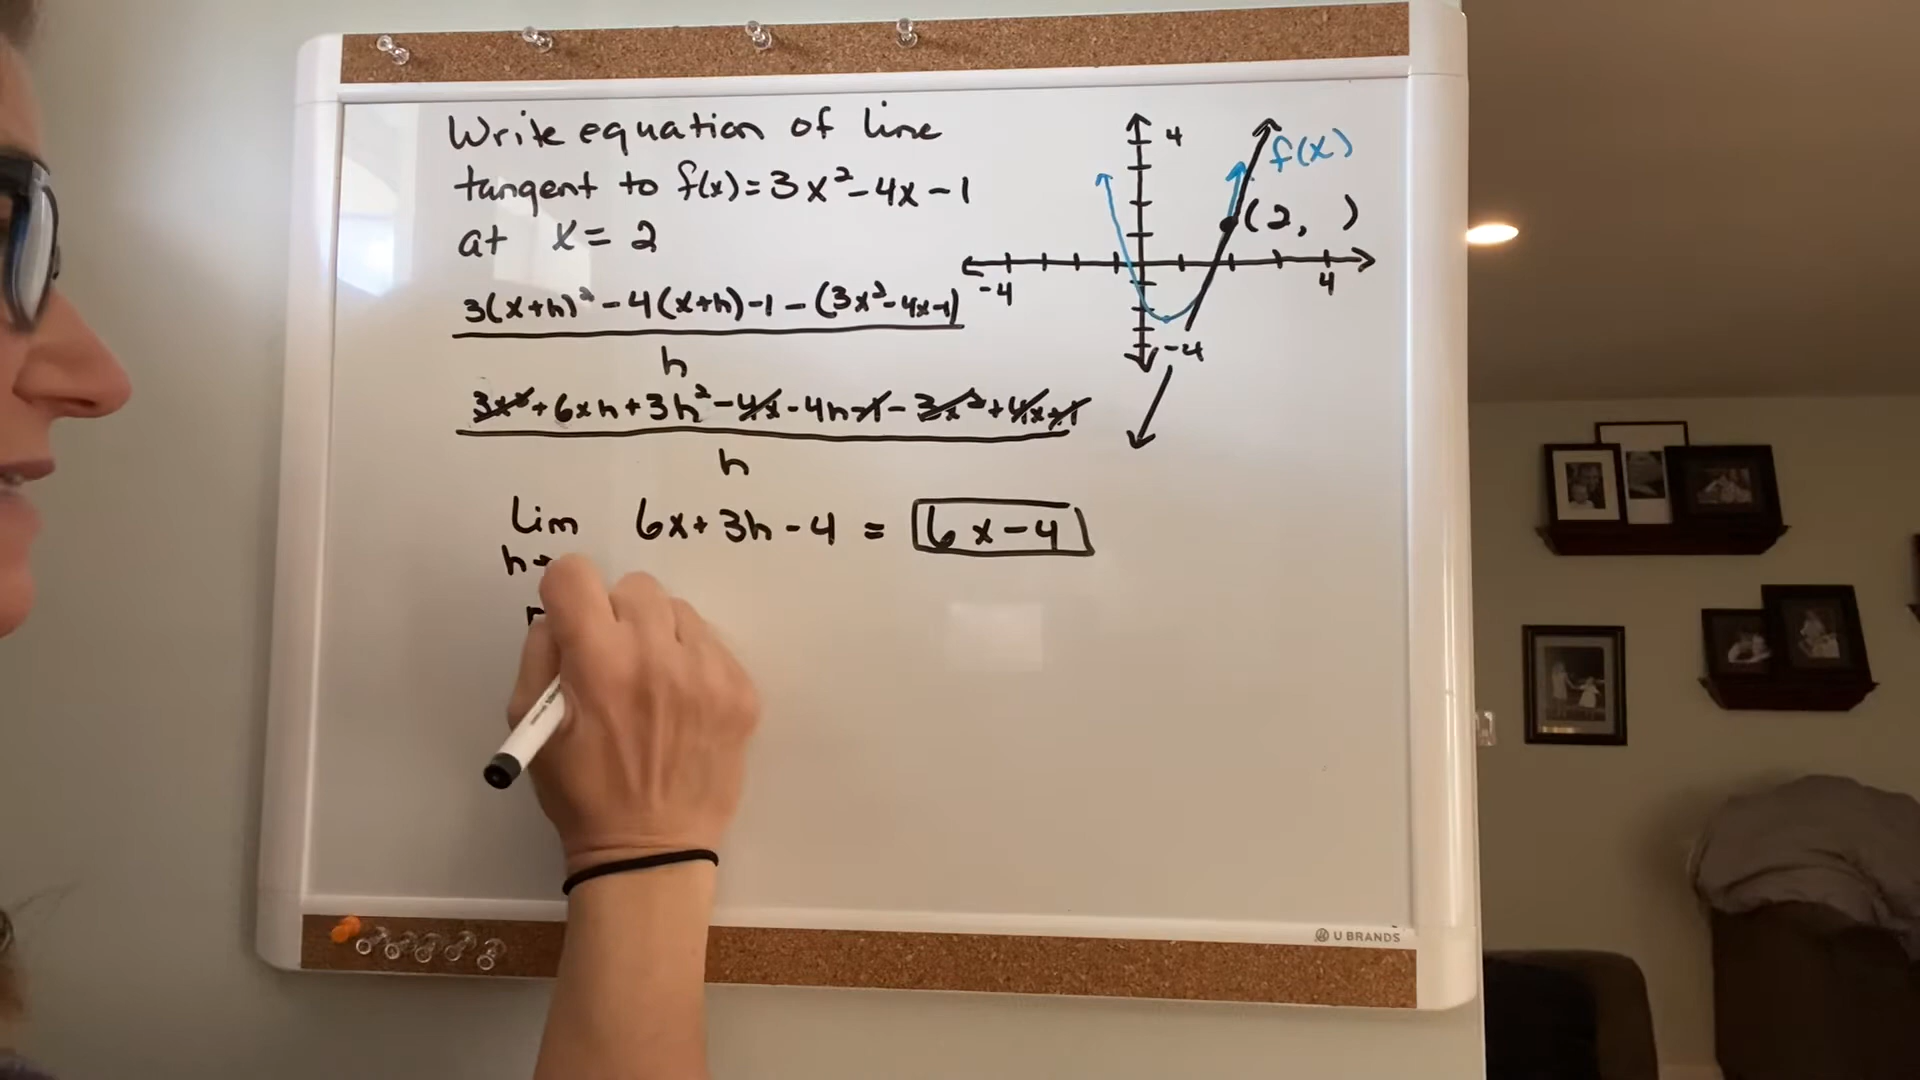 Write equation of line
tangent to f(x)=3x²-4x-1
at x=2
3(x+h)²-4(x+h)-1-(3x²-4x-1)
h
3x²+6xh+3h²-4x-4h-1-3x²+4x+1
h
lim 6x+3h-4 = 6x-4
h→
4
f(x)
(2, )
-4
4
-4
U BRANDS